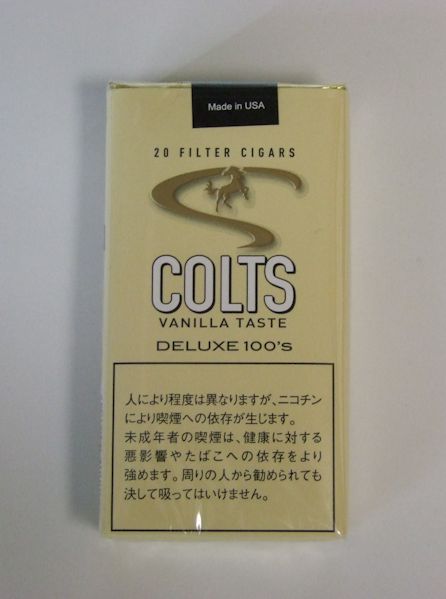 Made in USA
20 FILTER CIGARS
COLTS
VANILLA TASTE
DELUXE 100's
人により程度は異なりますが、ニコチン
により喫煙への依存が生じます。
未成年者の喫煙は、健康に対する
悪影響やたばこへの依存をより
強めます。周りの人から勧められても
決して吸ってはいけません。